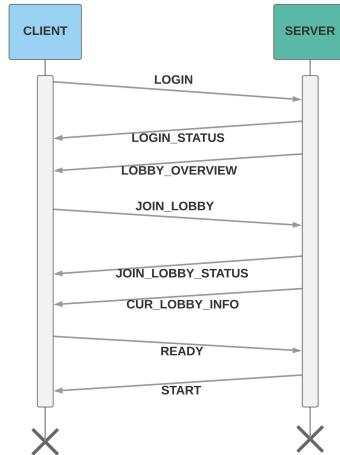 CLIENT
SERVER
LOGIN
LOGIN_STATUS
LOBBY_OVERVIEW
JOIN_LOBBY
JOIN_LOBBY_STATUS
CUR_LOBBY_INFO
READY
START